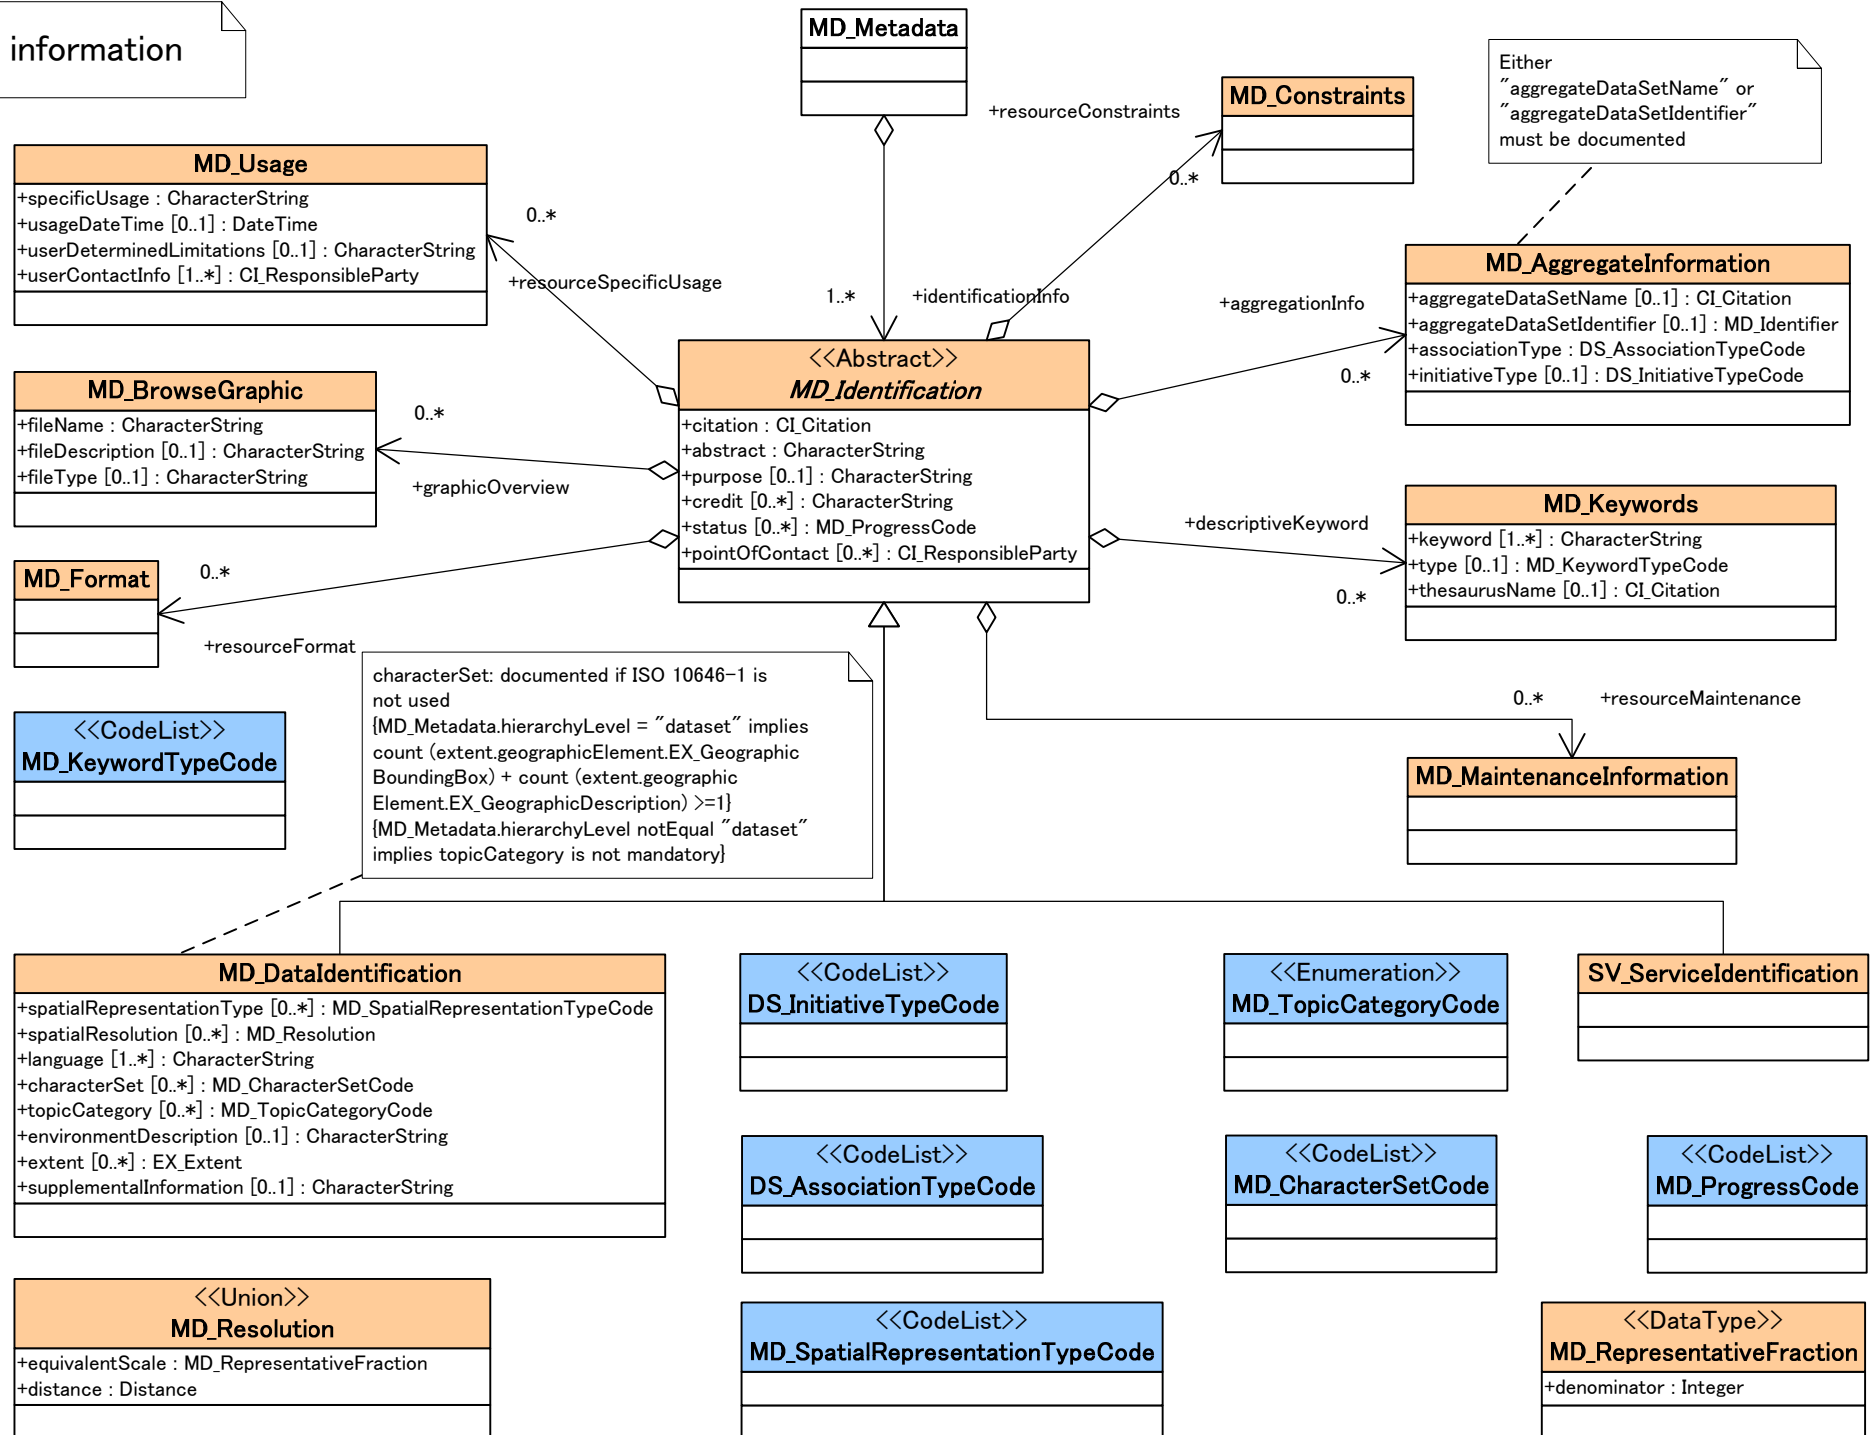 information
MD_Metadata
Either
"aggregateDataSetName" or
"aggregateDataSetIdentifier"
must be documented
+resourceConstraints
MD_Constraints
0..*
MD_Usage
+specificUsage : CharacterString
+usageDateTime [0..1] : DateTime
+userDeterminedLimitations [0..1] : CharacterString
+userContactInfo [1..*] : CI_ResponsibleParty
0..*
+resourceSpecificUsage
1..*
+identificationInfo
+aggregationInfo
0..*
MD_AggregateInformation
+aggregateDataSetName [0..1] : CI_Citation
+aggregateDataSetIdentifier [0..1] : MD_Identifier
+associationType : DS_AssociationTypeCode
+initiativeType [0..1] : DS_InitiativeTypeCode
MD_BrowseGraphic
+fileName : CharacterString
+fileDescription [0..1] : CharacterString
+fileType [0..1] : CharacterString
0..*
+graphicOverview
<<Abstract>>
MD_Identification
+citation : CI_Citation
+abstract : CharacterString
+purpose [0..1] : CharacterString
+credit [0..*] : CharacterString
+status [0..*] : MD_ProgressCode
+pointOfContact [0..*] : CI_ResponsibleParty
+descriptiveKeyword
0..*
MD_Keywords
+keyword [1..*] : CharacterString
+type [0..1] : MD_KeywordTypeCode
+thesaurusName [0..1] : CI_Citation
MD_Format
0..*
+resourceFormat
characterSet: documented if ISO 10646-1 is
not used
{MD_Metadata.hierarchyLevel = "dataset" implies
count (extent.geographicElement.EX_Geographic
BoundingBox) + count (extent.geographic
Element.EX_GeographicDescription) >=1}
{MD_Metadata.hierarchyLevel notEqual "dataset"
implies topicCategory is not mandatory}
0..*
+resourceMaintenance
MD_MaintenanceInformation
<<CodeList>>
MD_KeywordTypeCode
MD_DataIdentification
+spatialRepresentationType [0..*] : MD_SpatialRepresentationTypeCode
+spatialResolution [0..*] : MD_Resolution
+language [1..*] : CharacterString
+characterSet [0..*] : MD_CharacterSetCode
+topicCategory [0..*] : MD_TopicCategoryCode
+environmentDescription [0..1] : CharacterString
+extent [0..*] : EX_Extent
+supplementalInformation [0..1] : CharacterString
<<CodeList>>
DS_InitiativeTypeCode
<<Enumeration>>
MD_TopicCategoryCode
SV_ServiceIdentification
<<CodeList>>
DS_AssociationTypeCode
<<CodeList>>
MD_CharacterSetCode
<<CodeList>>
MD_ProgressCode
<<Union>>
MD_Resolution
+equivalentScale : MD_RepresentativeFraction
+distance : Distance
<<CodeList>>
MD_SpatialRepresentationTypeCode
<<DataType>>
MD_RepresentativeFraction
+denominator : Integer